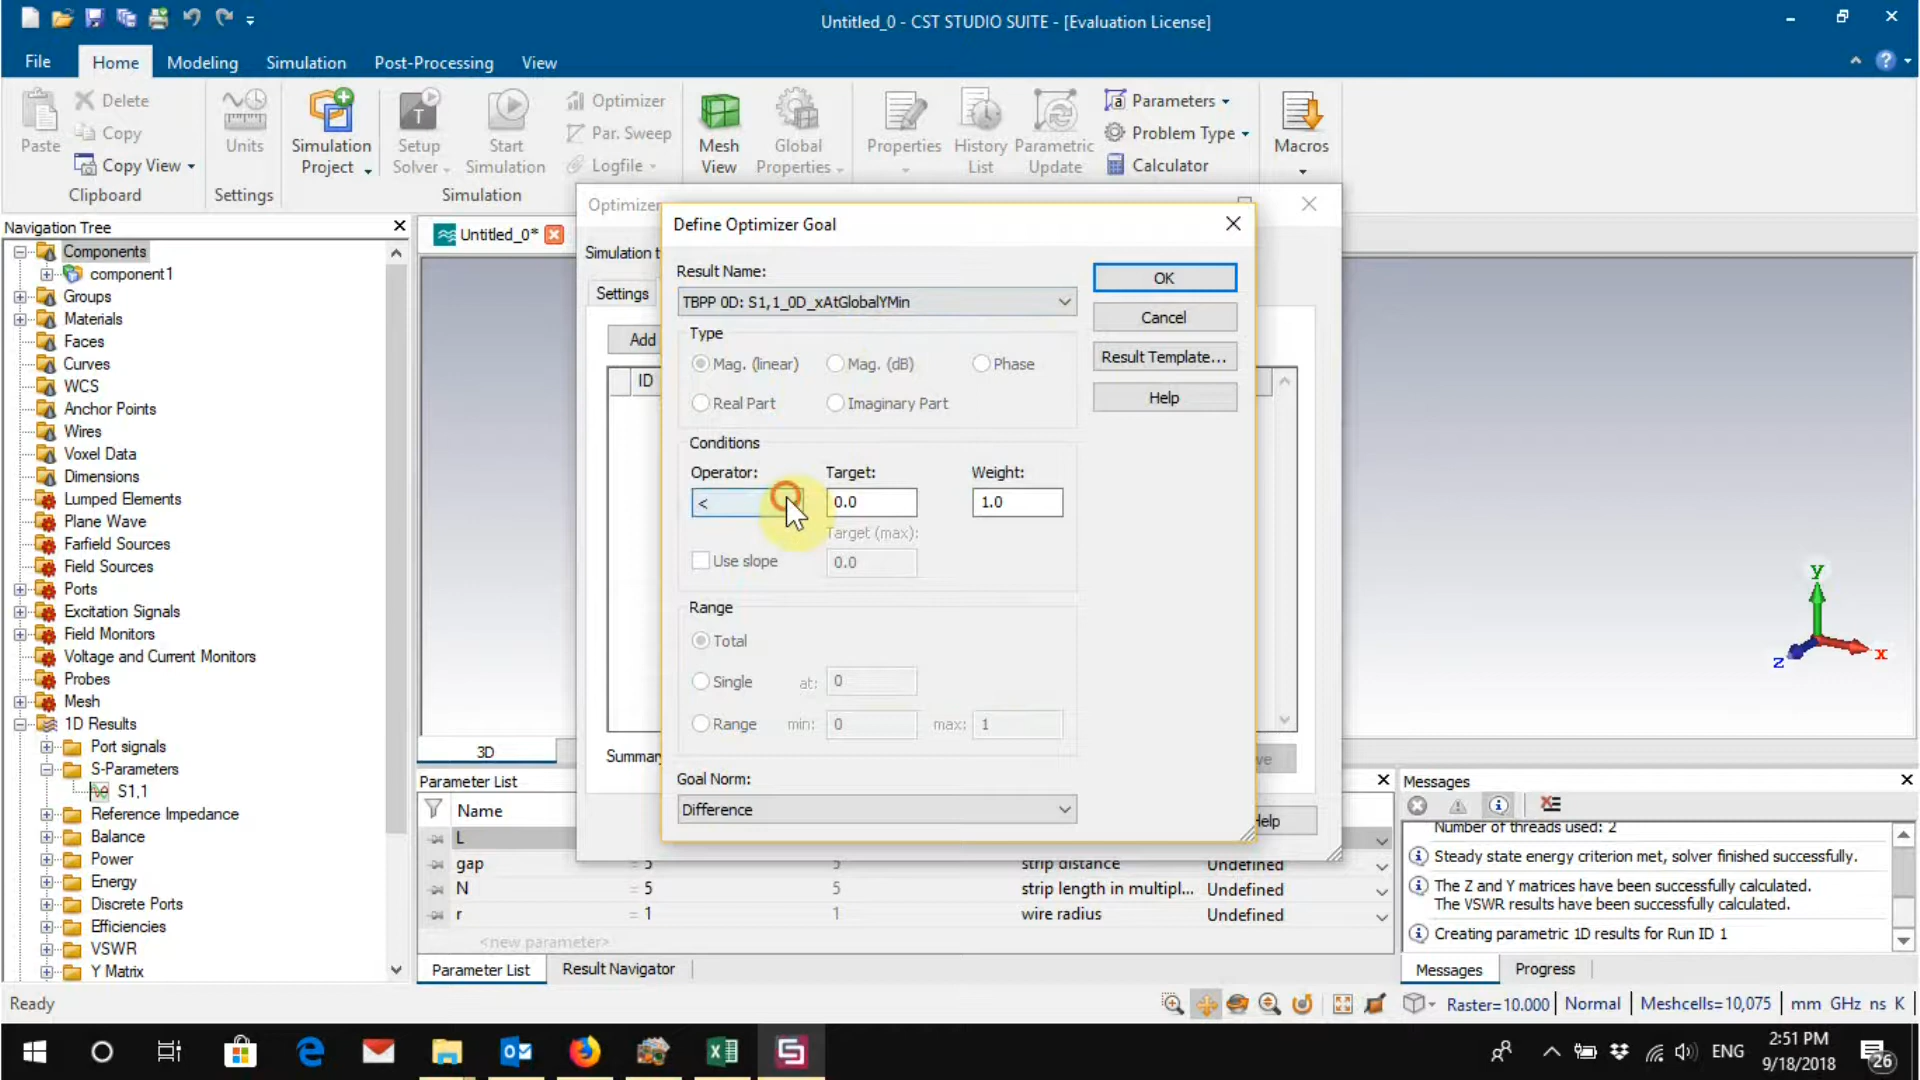 Untitled_0 - CST STUDIO SUITE - [Evaluation License]
File Home Modeling Simulation Post-Processing View
Paste
Delete
Copy
Copy View
Clipboard
Units
Settings
Simulation Project
Setup Solver
Start Simulation
Optimizer
Par. Sweep
Logfile
Simulation
Mesh View
Global Properties
Properties
History List
Parametric Update
Parameters
Problem Type
Calculator
Macros
Navigation Tree
Components
component1
Groups
Materials
Faces
Curves
WCS
Anchor Points
Wires
Voxel Data
Dimensions
Lumped Elements
Plane Wave
Farfield Sources
Field Sources
Ports
Excitation Signals
Field Monitors
Voltage and Current Monitors
Probes
Mesh
1D Results
Port signals
S-Parameters
S1,1
Reference Impedance
Balance
Power
Energy
Discrete Ports
Efficiencies
VSWR
Y Matrix
Untitled_0*
Optimizer
Simulation t
Settings
Add
ID
Summary
Help
Define Optimizer Goal
Result Name:
TBPP 0D: S1,1_0D_xAtGlobalYMin
Type
Mag. (linear) Mag. (dB) Phase
Real Part Imaginary Part
Conditions
Operator: Target: Weight:
< 0.0 1.0
Target (max):
Use slope 0.0
Range
Total
Single at: 0
Range min: 0 max: 1
Goal Norm:
Difference
OK
Cancel
Result Template...
Help
y
z x
3D
Parameter List
Name
L
gap = 5 5 strip distance Undefined
N = 5 5 strip length in multipl... Undefined
r = 1 1 wire radius Undefined
<new parameter>
Parameter List Result Navigator
Messages
Number of threads used: 2
Steady state energy criterion met, solver finished successfully.
The Z and Y matrices have been successfully calculated.
The VSWR results have been successfully calculated.
Creating parametric 1D results for Run ID 1
Messages Progress
Ready
Raster=10.000 Normal Meshcells=10,075 mm GHz ns K
ENG
2:51 PM
9/18/2018
26